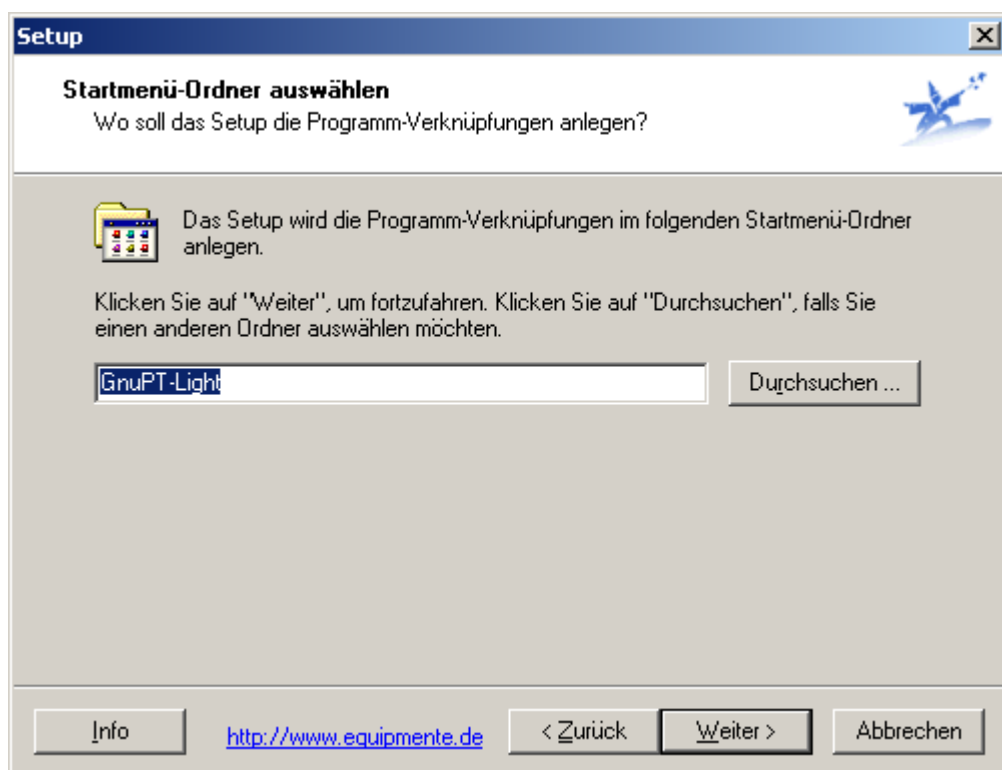 Setup
Startmenü-Ordner auswählen
Wo soll das Setup die Programm-Verknüpfungen anlegen?
Das Setup wird die Programm-Verknüpfungen im folgenden Startmenü-Ordner
anlegen.
Klicken Sie auf "Weiter", um fortzufahren. Klicken Sie auf "Durchsuchen", falls Sie
einen anderen Ordner auswählen möchten.
GnuPT-Light
Durchsuchen ...
Info
http://www.equipmente.de
< Zurück
Weiter >
Abbrechen